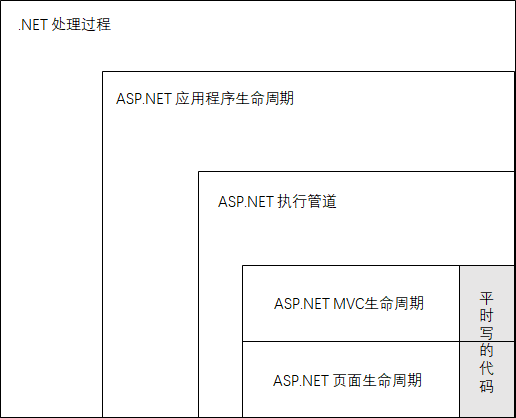 .NET 处理过程
ASP.NET 应用程序生命周期
ASP.NET 执行管道
ASP.NET MVC生命周期
ASP.NET 页面生命周期
平时写的代码